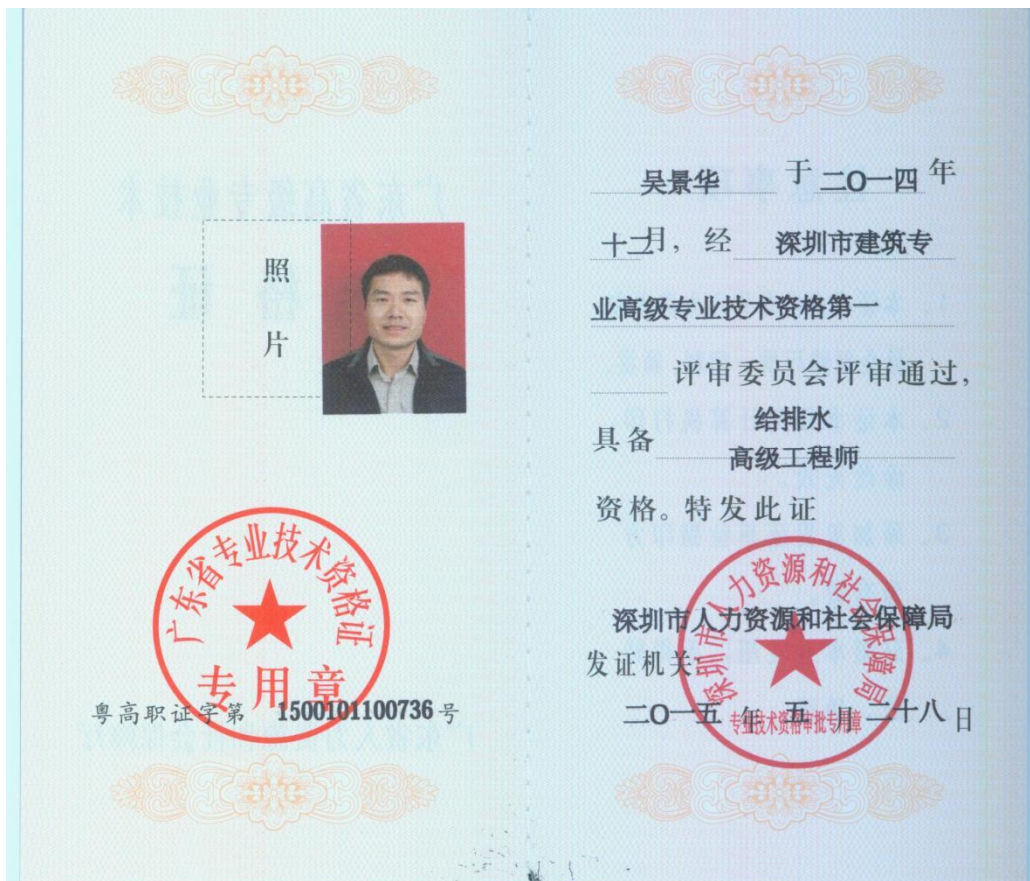 照
片
广东省专业技术资格证
专用章
粤高职证字第 1500101100736 号
吴景华 于 二O一四 年
十二月，经 深圳市建筑专
业高级专业技术资格第一
评审委员会评审通过，
具备 给排水
高级工程师
资格。特发此证
深圳市人力资源和社会保障局
深圳市人力资源和社会保障局
发证机关：
二O一五 年 五 月 二十八 日
专业技术资格审批专用章